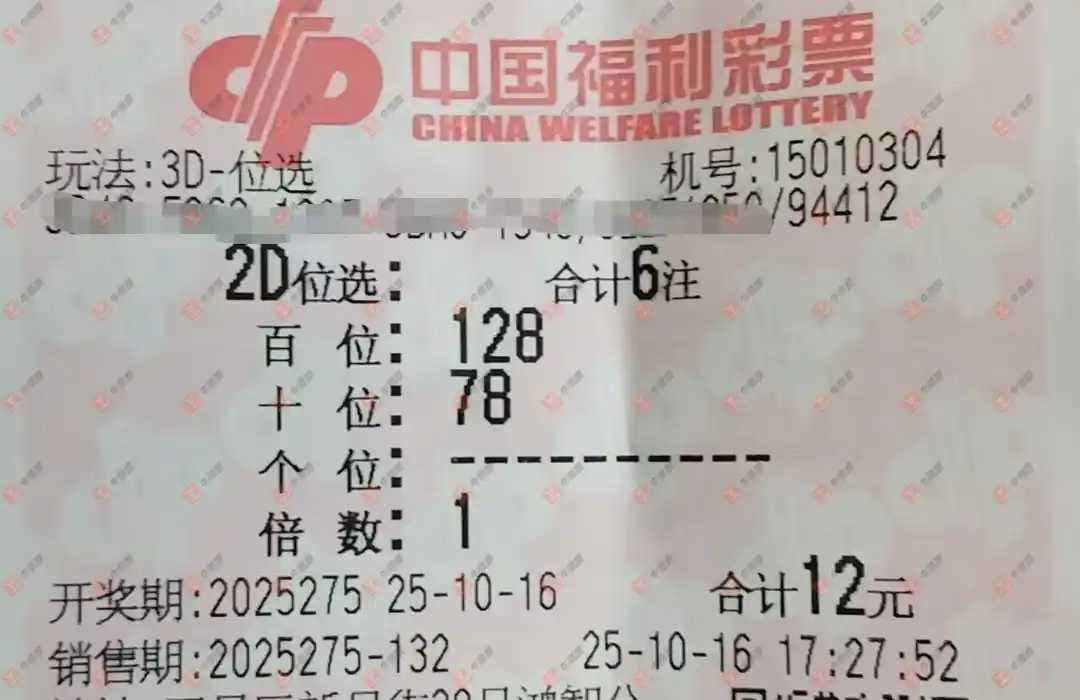 中国福利彩票
CHINA WELFARE LOTTERY
玩法:3D-位选 机号:15010304
/94412
2D位选: 合计6注
百 位: 128
十 位: 78
个 位: ----------
倍 数: 1
开奖期:2025275 25-10-16 合计12元
销售期:2025275-132 25-10-16 17:27:52